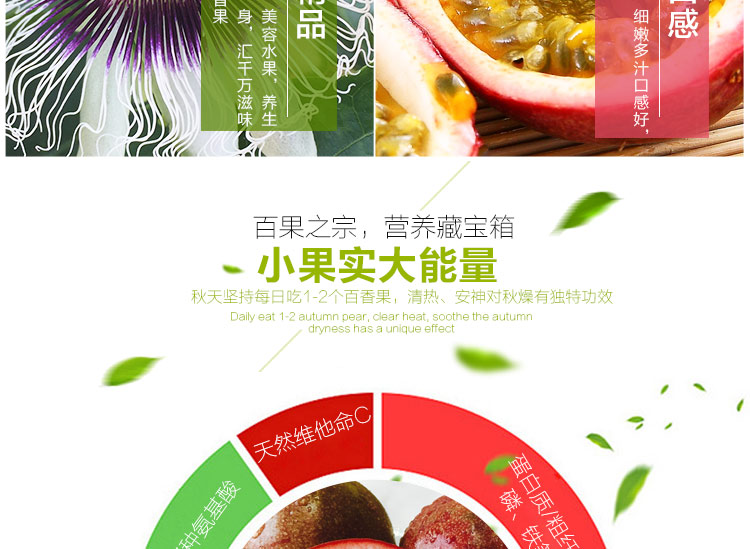 品
美容水果，养生
身，汇千万滋味
香果
口感
细嫩多汁口感好，
百果之宗，营养藏宝箱
小果实大能量
秋天坚持每日吃1-2个百香果，清热、安神对秋燥有独特功效
Daily eat 1-2 autumn pear, clear heat, soothe the autumn
dryness has a unique effect
种氨基酸
天然维他命C
蛋白质/粗纤
磷、铁